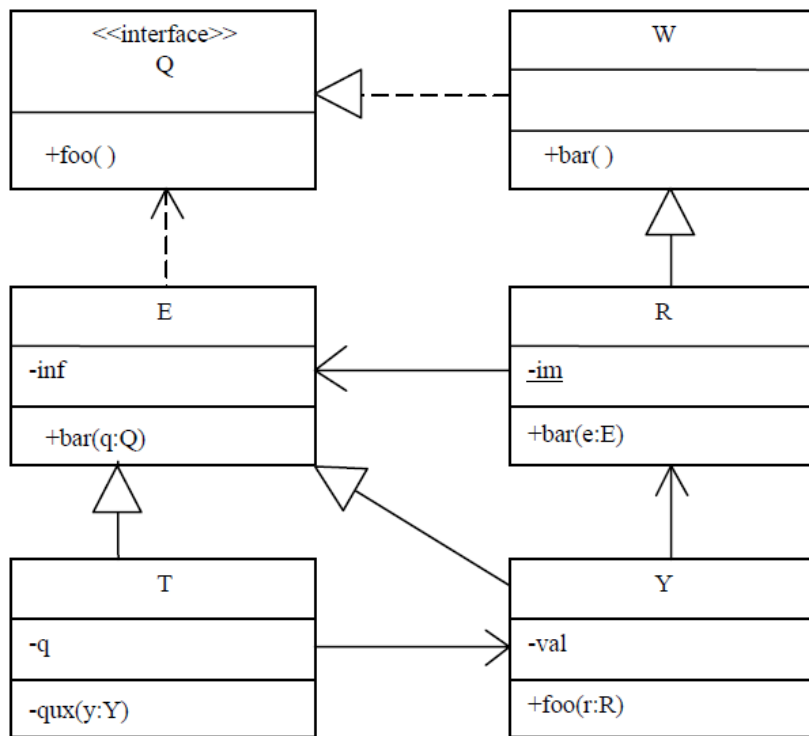 <<interface>>
Q
+foo( )
W
+bar( )
E
-inf
+bar(q:Q)
R
-im
+bar(e:E)
T
-q
-qux(y:Y)
Y
-val
+foo(r:R)